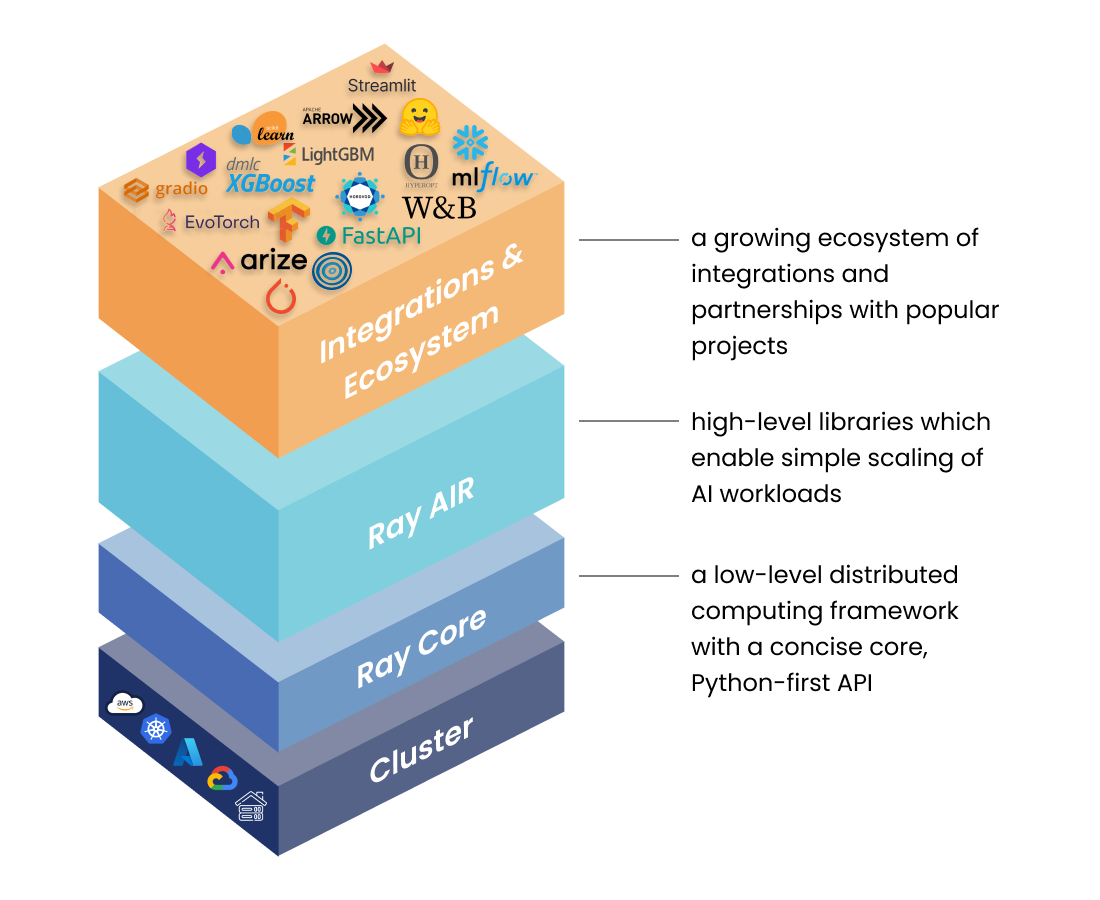 Streamlit
APACHE
ARROW
learn
LightGBM
dmlc
XGBoost
HYPEROPT
mlflow
gradio
HOROVOD
W&B
EvoTorch
FastAPI
arize
Integrations &
Ecosystem
a growing ecosystem of
integrations and
partnerships with popular
projects
Ray AIR
high-level libraries which
enable simple scaling of
AI workloads
Ray Core
a low-level distributed
computing framework
with a concise core,
Python-first API
Cluster
aws